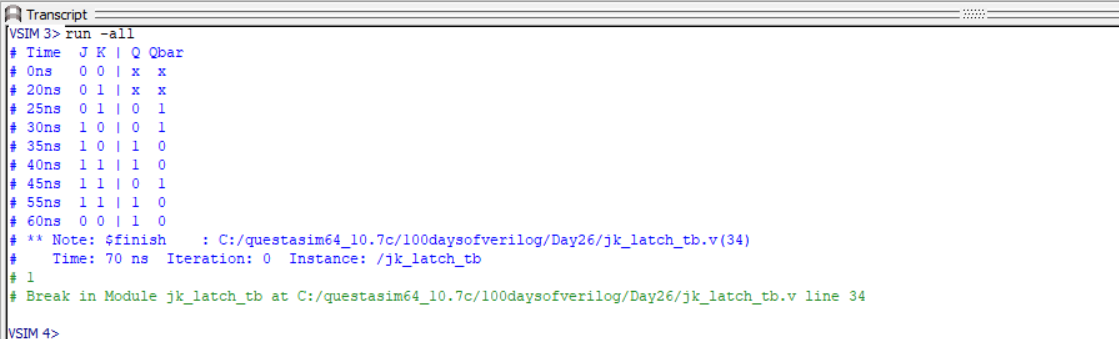 Transcript
VSIM 3> run -all
# Time  J K | Q Qbar
# 0ns   0 0 | x  x
# 20ns  0 1 | x  x
# 25ns  0 1 | 0  1
# 30ns  1 0 | 0  1
# 35ns  1 0 | 1  0
# 40ns  1 1 | 1  0
# 45ns  1 1 | 0  1
# 55ns  1 1 | 1  0
# 60ns  0 0 | 1  0
# ** Note: $finish    : C:/questasim64_10.7c/100daysofverilog/Day26/jk_latch_tb.v(34)
#    Time: 70 ns  Iteration: 0  Instance: /jk_latch_tb
# 1
# Break in Module jk_latch_tb at C:/questasim64_10.7c/100daysofverilog/Day26/jk_latch_tb.v line 34
VSIM 4>